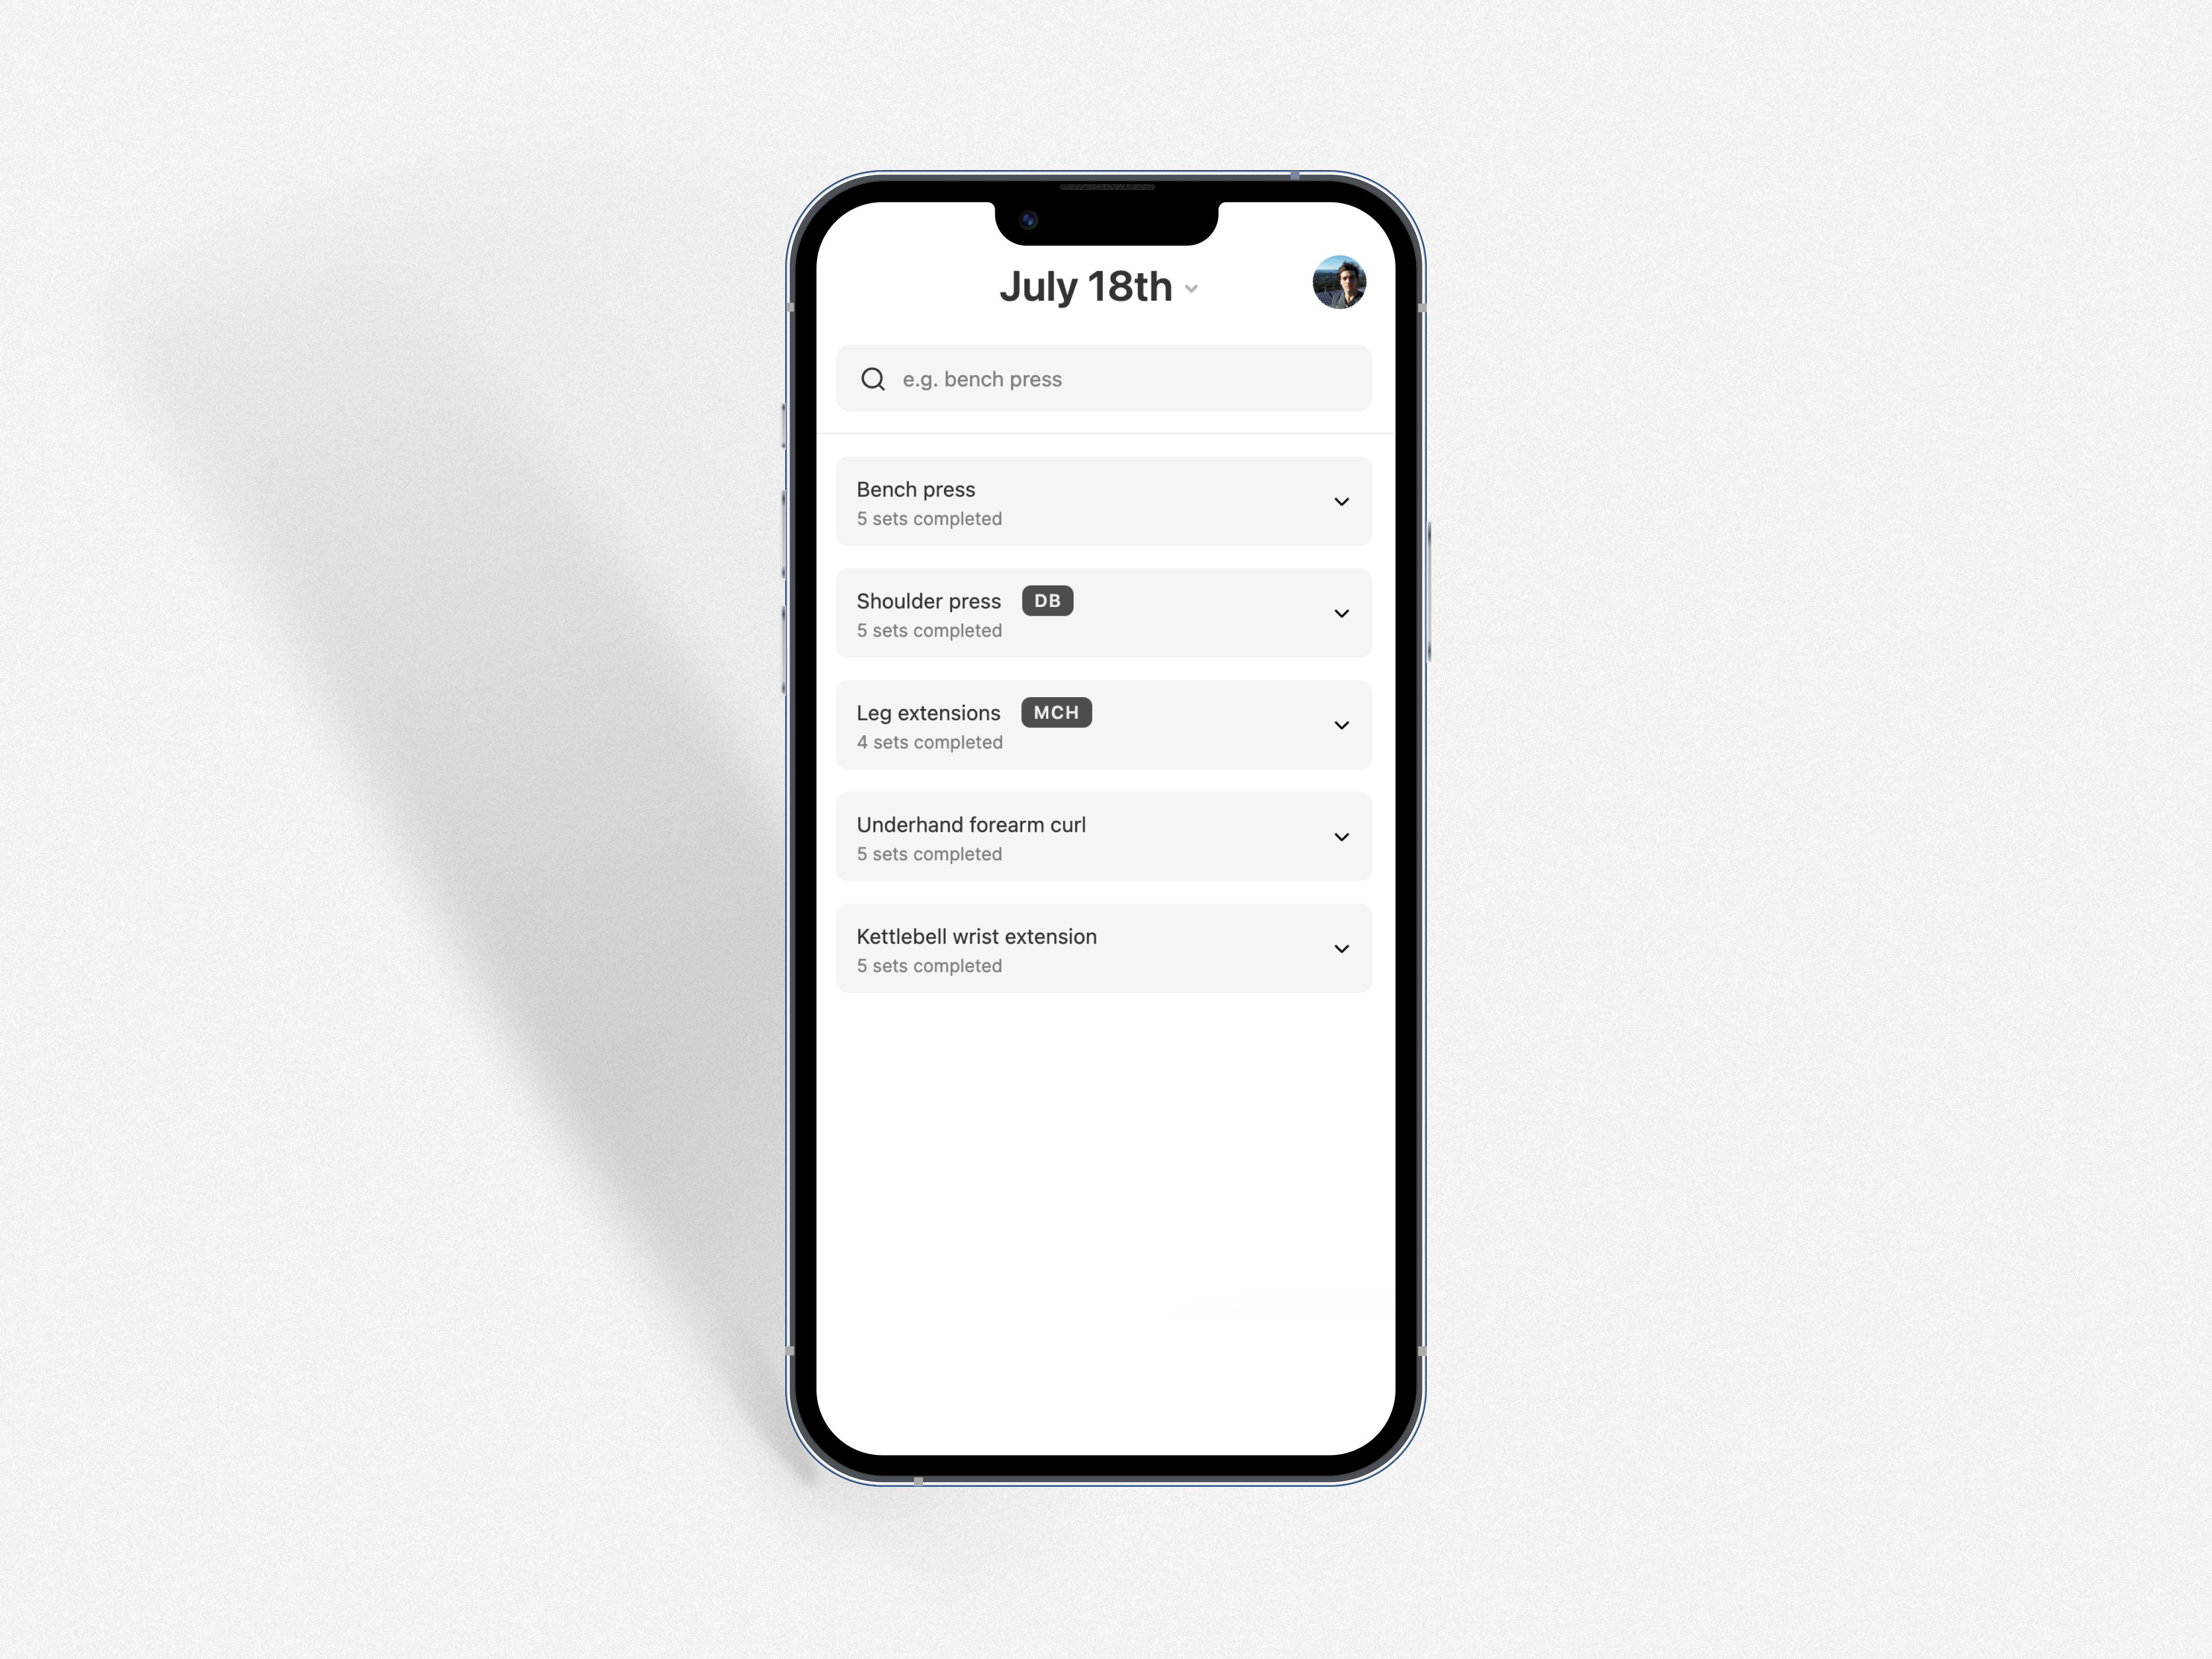 July 18th
e.g. bench press
Bench press
5 sets completed
Shoulder press DB
5 sets completed
Leg extensions MCH
4 sets completed
Underhand forearm curl
5 sets completed
Kettlebell wrist extension
5 sets completed